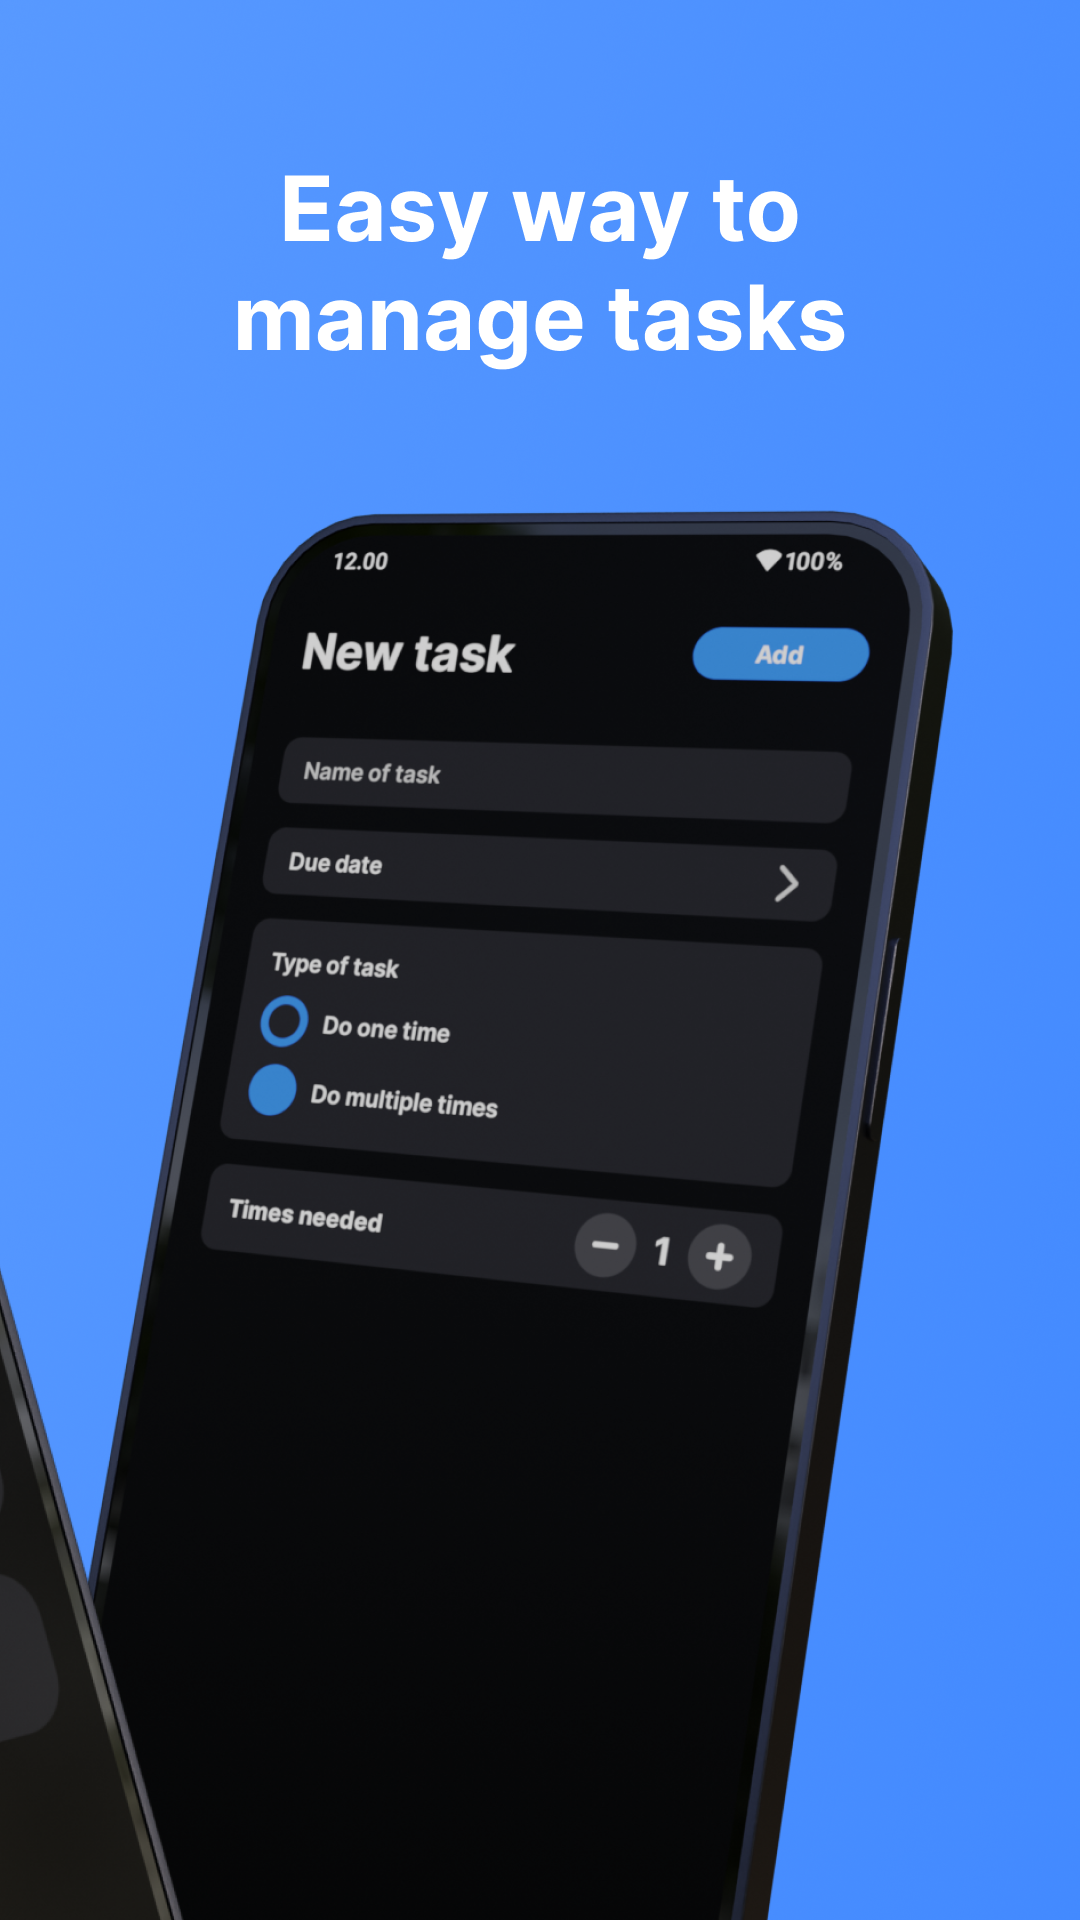 Easy way to
manage tasks
12.00 100%
New task Add
Name of task
Due date
Type of task
Do one time
Do multiple times
Times needed 1